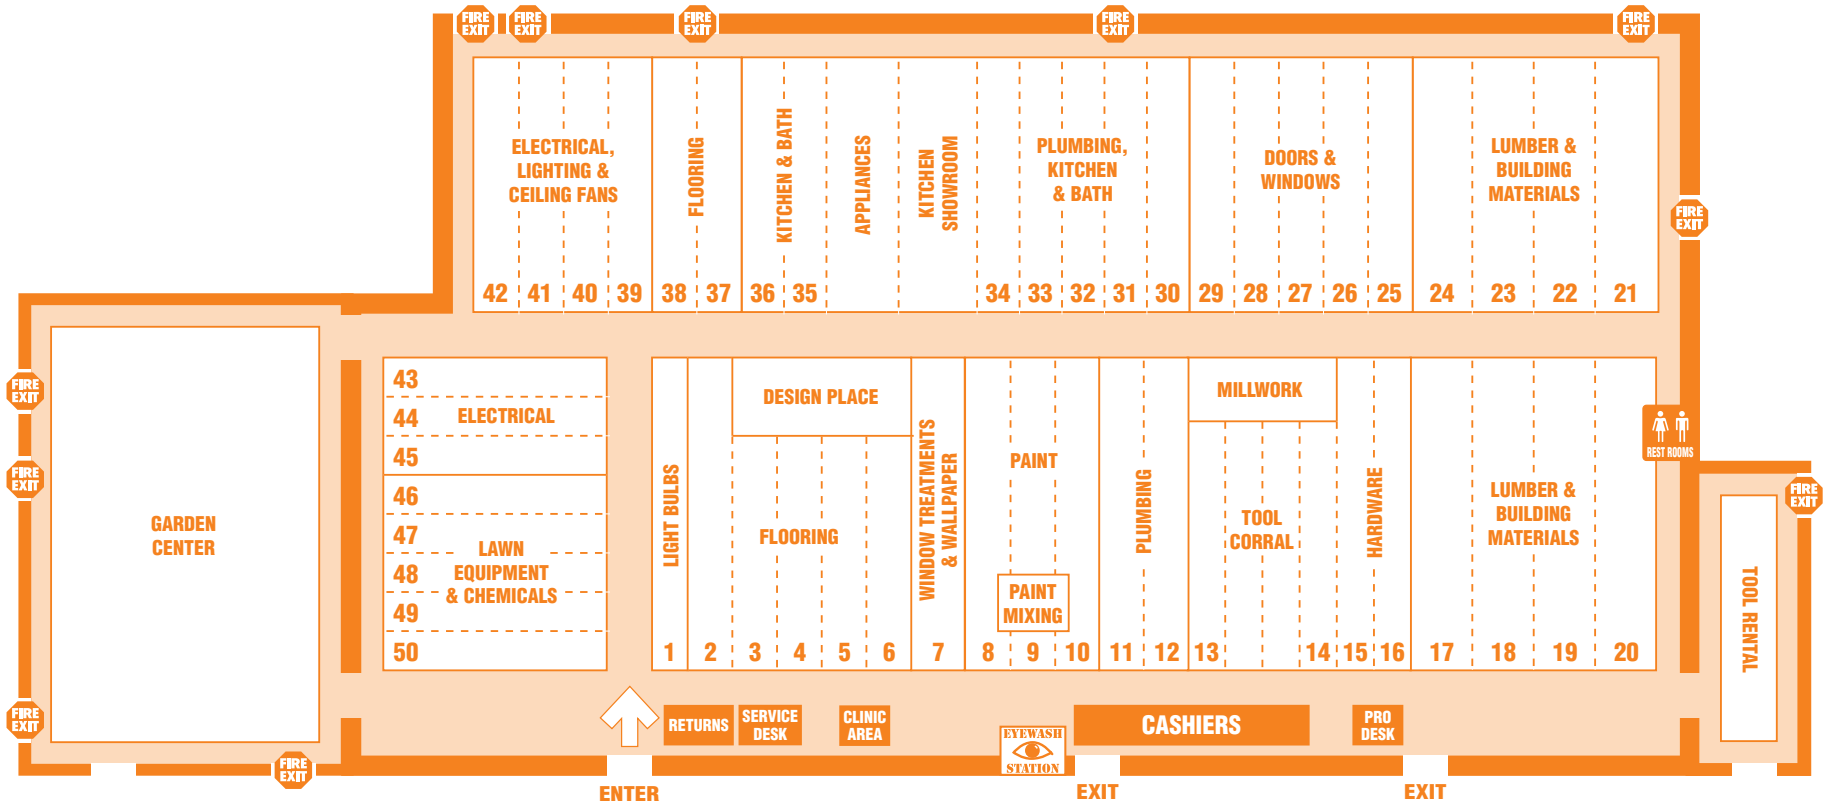 FIRE
EXIT
FIRE
EXIT
FIRE
EXIT
FIRE
EXIT
FIRE
EXIT
ELECTRICAL,
LIGHTING &
CEILING FANS
FLOORING
KITCHEN & BATH
APPLIANCES
KITCHEN
SHOWROOM
PLUMBING,
KITCHEN
& BATH
DOORS &
WINDOWS
LUMBER &
BUILDING
MATERIALS
FIRE
EXIT
42 41 40 39 38 37 36 35 34 33 32 31 30 29 28 27 26 25 24 23 22 21
FIRE
EXIT
FIRE
EXIT
FIRE
EXIT
FIRE
EXIT
GARDEN
CENTER
43
44
ELECTRICAL
45
46
47
48
49
50
LAWN
EQUIPMENT
& CHEMICALS
LIGHT BULBS
DESIGN PLACE
FLOORING
WINDOW TREATMENTS
& WALLPAPER
PAINT
PAINT
MIXING
PLUMBING
MILLWORK
TOOL
CORRAL
HARDWARE
LUMBER &
BUILDING
MATERIALS
REST ROOMS
FIRE
EXIT
TOOL RENTAL
1 2 3 4 5 6 7 8 9 10 11 12 13 14 15 16 17 18 19 20
RETURNS
SERVICE
DESK
CLINIC
AREA
EYEWASH
STATION
CASHIERS
PRO
DESK
ENTER
EXIT
EXIT